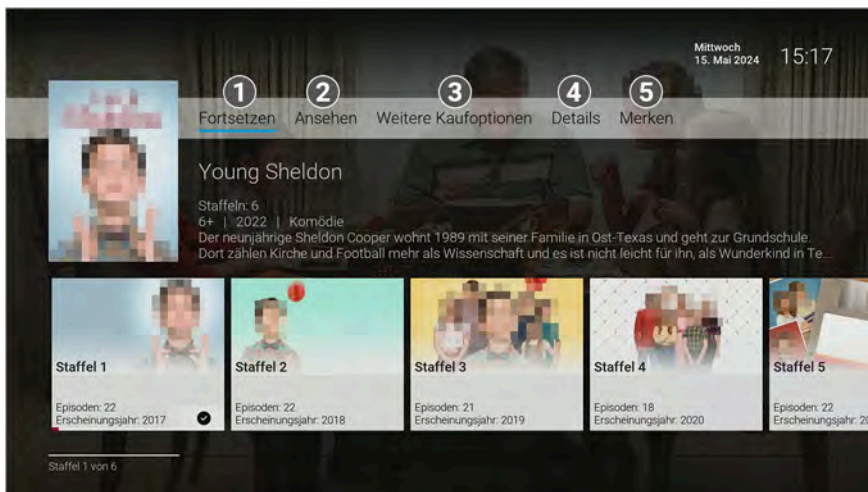 Mittwoch
15. Mai 2024
15:17
1 2 3 4 5
Fortsetzen Ansehen Weitere Kaufoptionen Details Merken
Young Sheldon
Staffeln: 6
6+ | 2022 | Komödie
Der neunjährige Sheldon Cooper wohnt 1989 mit seiner Familie in Ost-Texas und geht zur Grundschule.
Dort zählen Kirche und Football mehr als Wissenschaft und es ist nicht leicht für ihn, als Wunderkind in Te...
Staffel 1
Episoden: 22
Erscheinungsjahr: 2017
Staffel 2
Episoden: 22
Erscheinungsjahr: 2018
Staffel 3
Episoden: 21
Erscheinungsjahr: 2019
Staffel 4
Episoden: 18
Erscheinungsjahr: 2020
Staffel 5
Episoden: 22
Erscheinungsjahr: 20
Staffel 1 von 6